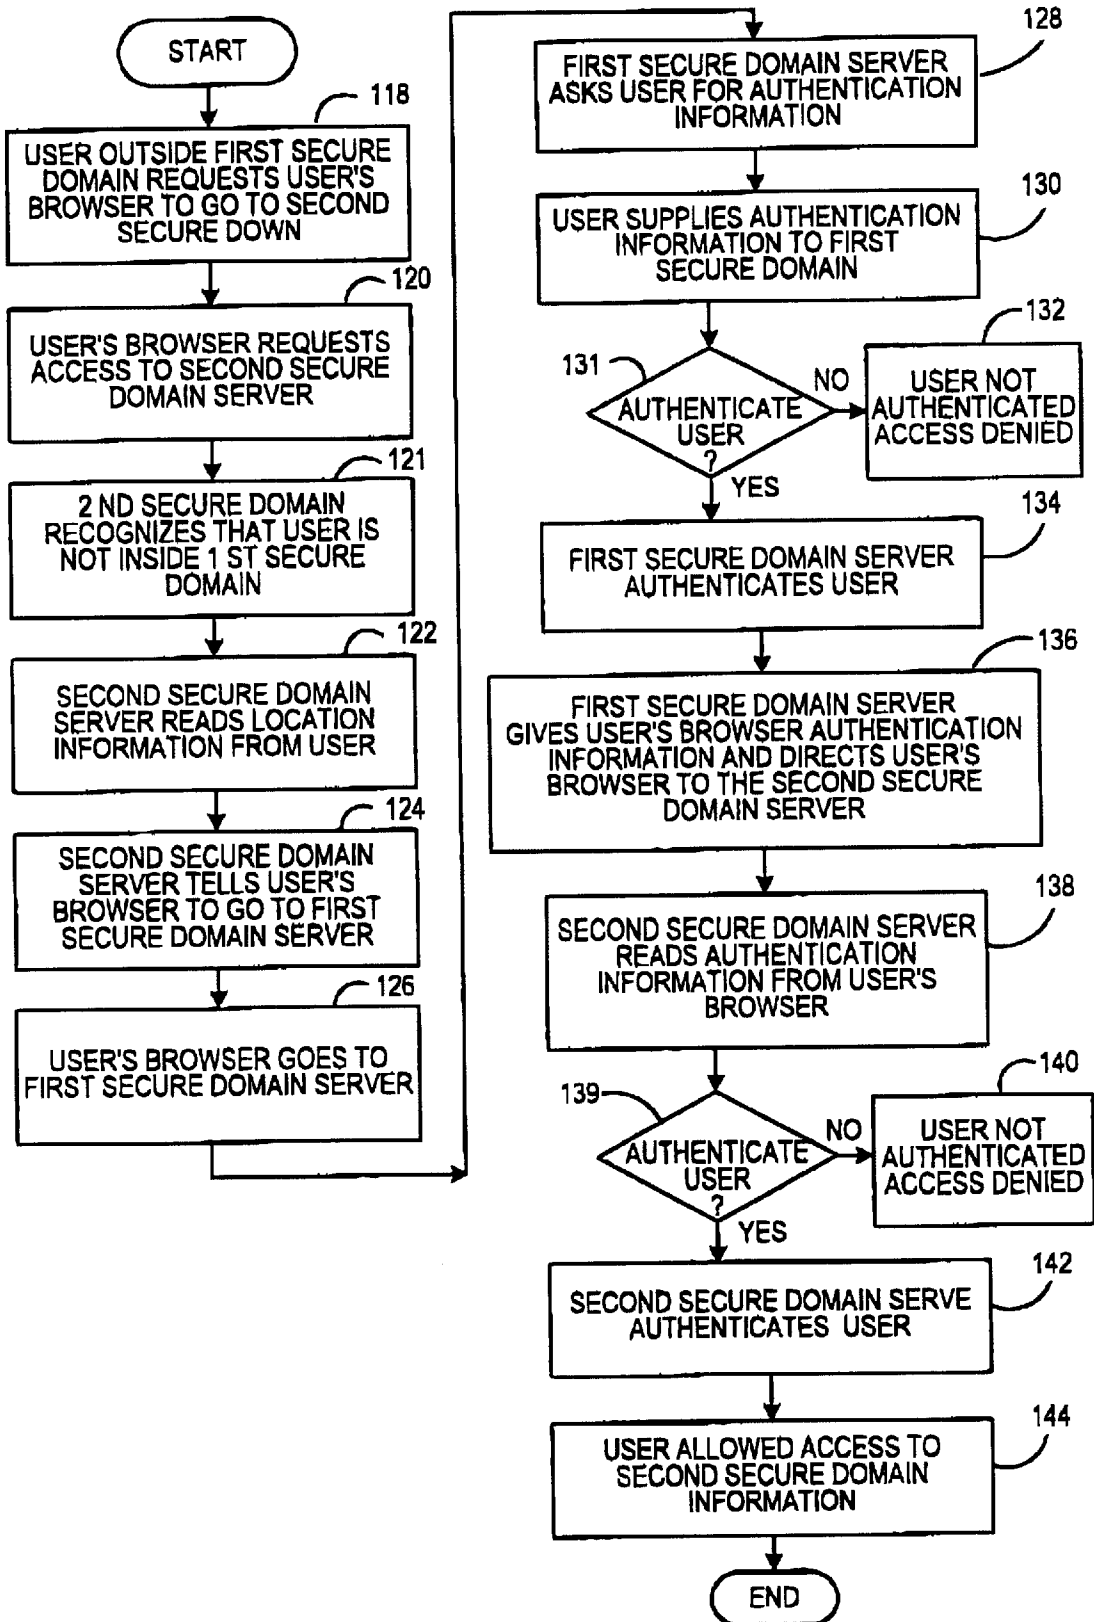 START
118
USER OUTSIDE FIRST SECURE
DOMAIN REQUESTS USER'S
BROWSER TO GO TO SECOND
SECURE DOWN
120
USER'S BROWSER REQUESTS
ACCESS TO SECOND SECURE
DOMAIN SERVER
121
2 ND SECURE DOMAIN
RECOGNIZES THAT USER IS
NOT INSIDE 1 ST SECURE
DOMAIN
122
SECOND SECURE DOMAIN
SERVER READS LOCATION
INFORMATION FROM USER
124
SECOND SECURE DOMAIN
SERVER TELLS USER'S
BROWSER TO GO TO FIRST
SECURE DOMAIN SERVER
126
USER'S BROWSER GOES TO
FIRST SECURE DOMAIN SERVER
128
FIRST SECURE DOMAIN SERVER
ASKS USER FOR AUTHENTICATION
INFORMATION
130
USER SUPPLIES AUTHENTICATION
INFORMATION TO FIRST
SECURE DOMAIN
131
AUTHENTICATE
USER
?
NO
132
USER NOT
AUTHENTICATED
ACCESS DENIED
YES
134
FIRST SECURE DOMAIN SERVER
AUTHENTICATES USER
136
FIRST SECURE DOMAIN SERVER
GIVES USER'S BROWSER AUTHENTICATION
INFORMATION AND DIRECTS USER'S
BROWSER TO THE SECOND SECURE
DOMAIN SERVER
138
SECOND SECURE DOMAIN SERVER
READS AUTHENTICATION
INFORMATION FROM USER'S
BROWSER
139
AUTHENTICATE
USER
?
NO
140
USER NOT
AUTHENTICATED
ACCESS DENIED
YES
142
SECOND SECURE DOMAIN SERVE
AUTHENTICATES USER
144
USER ALLOWED ACCESS TO
SECOND SECURE DOMAIN
INFORMATION
END